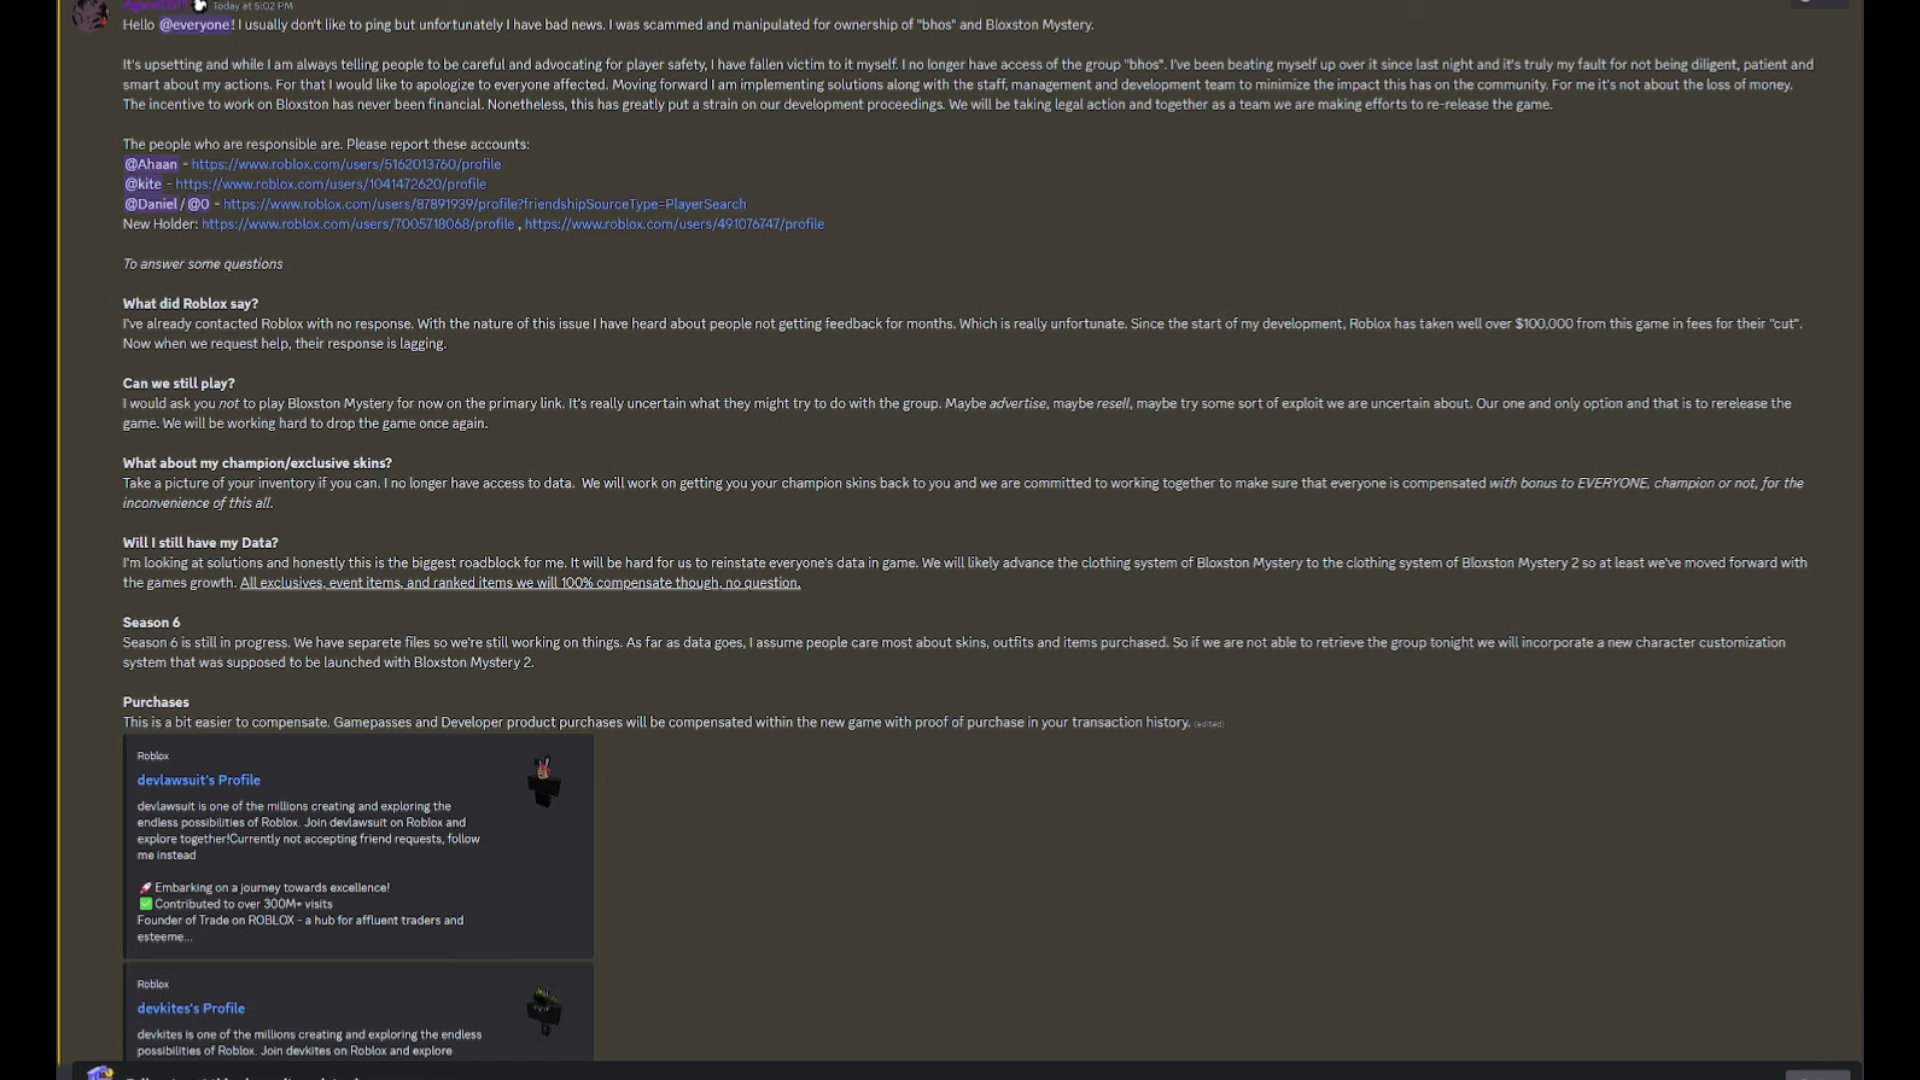 Today at 5:02 PM
Hello @everyone! I usually don't like to ping but unfortunately I have bad news. I was scammed and manipulated for ownership of "bhos" and Bloxston Mystery.
It's upsetting and while I am always telling people to be careful and advocating for player safety, I have fallen victim to it myself. I no longer have access of the group "bhos". I've been beating myself up over it since last night and it's truly my fault for not being diligent, patient and
smart about my actions. For that I would like to apologize to everyone affected. Moving forward I am implementing solutions along with the staff, management and development team to minimize the impact this has on the community. For me it's not about the loss of money.
The incentive to work on Bloxston has never been financial. Nonetheless, this has greatly put a strain on our development proceedings. We will be taking legal action and together as a team we are making efforts to re-release the game.
The people who are responsible are. Please report these accounts:
@Ahaan - https://www.roblox.com/users/5162013760/profile
@kite - https://www.roblox.com/users/1041472620/profile
@Daniel / @0 - https://www.roblox.com/users/87891939/profile?friendshipSourceType=PlayerSearch
New Holder: https://www.roblox.com/users/7005718068/profile , https://www.roblox.com/users/491076747/profile
To answer some questions
What did Roblox say?
I've already contacted Roblox with no response. With the nature of this issue I have heard about people not getting feedback for months. Which is really unfortunate. Since the start of my development, Roblox has taken well over $100,000 from this game in fees for their "cut".
Now when we request help, their response is lagging.
Can we still play?
I would ask you not to play Bloxston Mystery for now on the primary link. It's really uncertain what they might try to do with the group. Maybe advertise, maybe resell, maybe try some sort of exploit we are uncertain about. Our one and only option and that is to rerelease the
game. We will be working hard to drop the game once again.
What about my champion/exclusive skins?
Take a picture of your inventory if you can. I no longer have access to data. We will work on getting you your champion skins back to you and we are committed to working together to make sure that everyone is compensated with bonus to EVERYONE, champion or not, for the
inconvenience of this all.
Will I still have my Data?
I'm looking at solutions and honestly this is the biggest roadblock for me. It will be hard for us to reinstate everyone's data in game. We will likely advance the clothing system of Bloxston Mystery to the clothing system of Bloxston Mystery 2 so at least we've moved forward with
the games growth. All exclusives, event items, and ranked items we will 100% compensate though, no question.
Season 6
Season 6 is still in progress. We have separete files so we're still working on things. As far as data goes, I assume people care most about skins, outfits and items purchased. So if we are not able to retrieve the group tonight we will incorporate a new character customization
system that was supposed to be launched with Bloxston Mystery 2.
Purchases
This is a bit easier to compensate. Gamepasses and Developer product purchases will be compensated within the new game with proof of purchase in your transaction history. (edited)
Roblox
devlawsuit's Profile
devlawsuit is one of the millions creating and exploring the
endless possibilities of Roblox. Join devlawsuit on Roblox and
explore together!Currently not accepting friend requests, follow
me instead
🚀 Embarking on a journey towards excellence!
✅ Contributed to over 300M+ visits
Founder of Trade on ROBLOX - a hub for affluent traders and
esteeme...
Roblox
devkites's Profile
devkites is one of the millions creating and exploring the endless
possibilities of Roblox. Join devkites on Roblox and explore